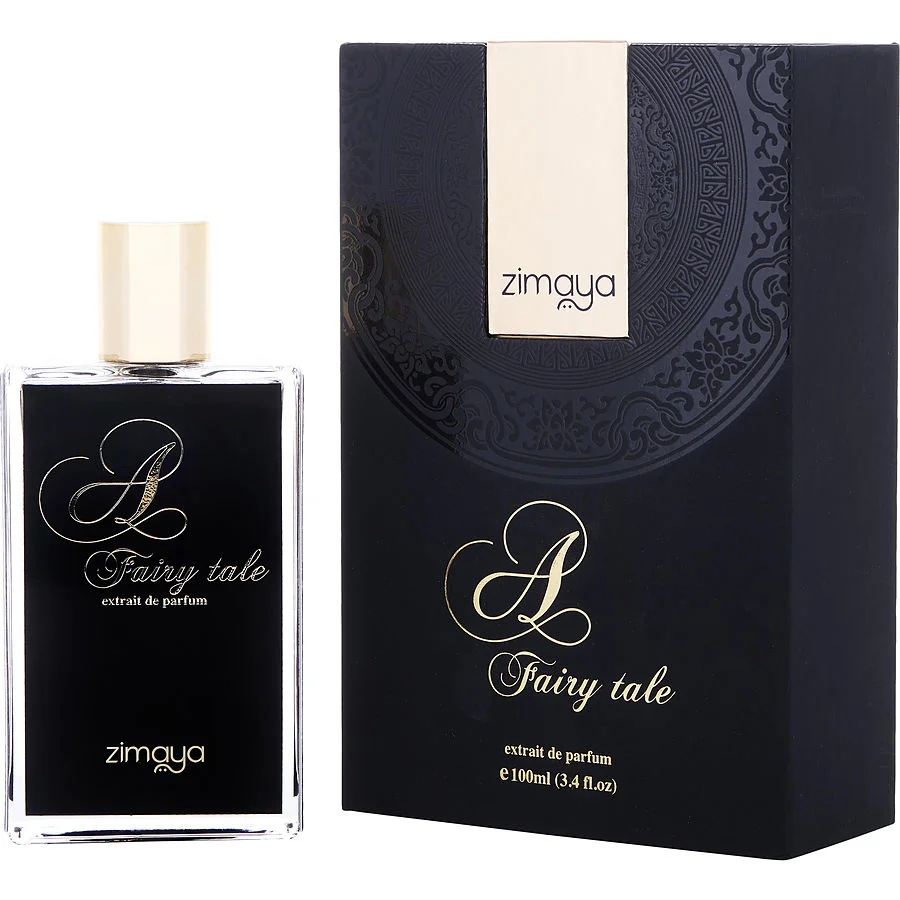 A
Fairy tale
extrait de parfum
zimaya
zimaya
A
Fairy tale
extrait de parfum
e 100ml (3.4 fl.oz)